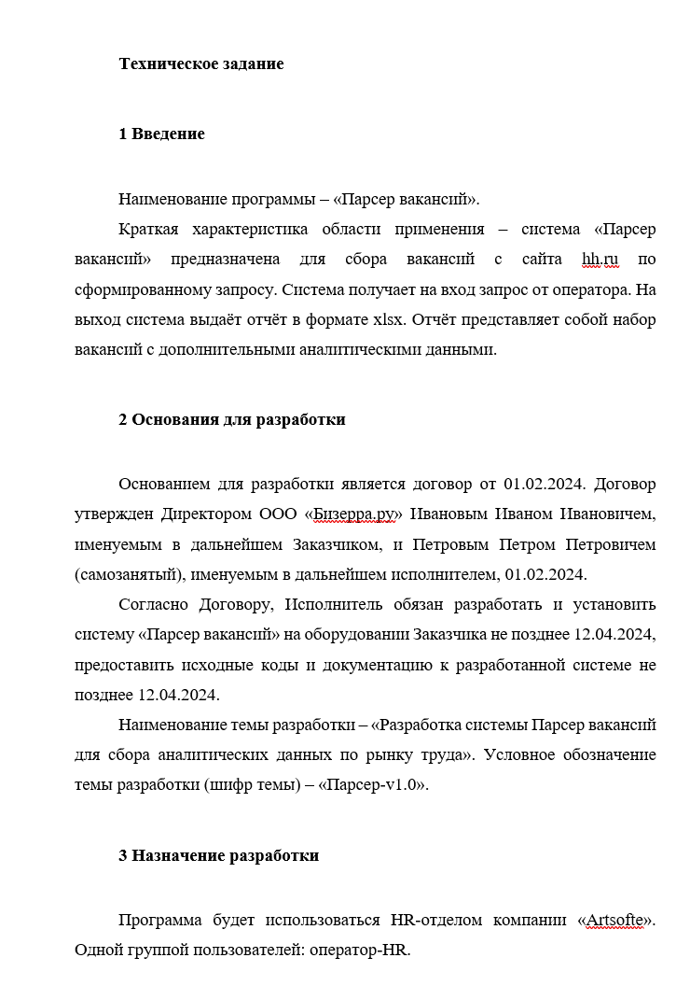 Техническое задание
1 Введение
Наименование программы – «Парсер вакансий».
Краткая характеристика области применения – система «Парсер
вакансий» предназначена для сбора вакансий с сайта hh.ru по
сформированному запросу. Система получает на вход запрос от оператора. На
выход система выдаёт отчёт в формате xlsx. Отчёт представляет собой набор
вакансий с дополнительными аналитическими данными.
2 Основания для разработки
Основанием для разработки является договор от 01.02.2024. Договор
утвержден Директором ООО «Бизерра.ру» Ивановым Иваном Ивановичем,
именуемым в дальнейшем Заказчиком, и Петровым Петром Петровичем
(самозанятый), именуемым в дальнейшем исполнителем, 01.02.2024.
Согласно Договору, Исполнитель обязан разработать и установить
систему «Парсер вакансий» на оборудовании Заказчика не позднее 12.04.2024,
предоставить исходные коды и документацию к разработанной системе не
позднее 12.04.2024.
Наименование темы разработки – «Разработка системы Парсер вакансий
для сбора аналитических данных по рынку труда». Условное обозначение
темы разработки (шифр темы) – «Парсер-v1.0».
3 Назначение разработки
Программа будет использоваться HR-отделом компании «Artsofte».
Одной группой пользователей: оператор-HR.